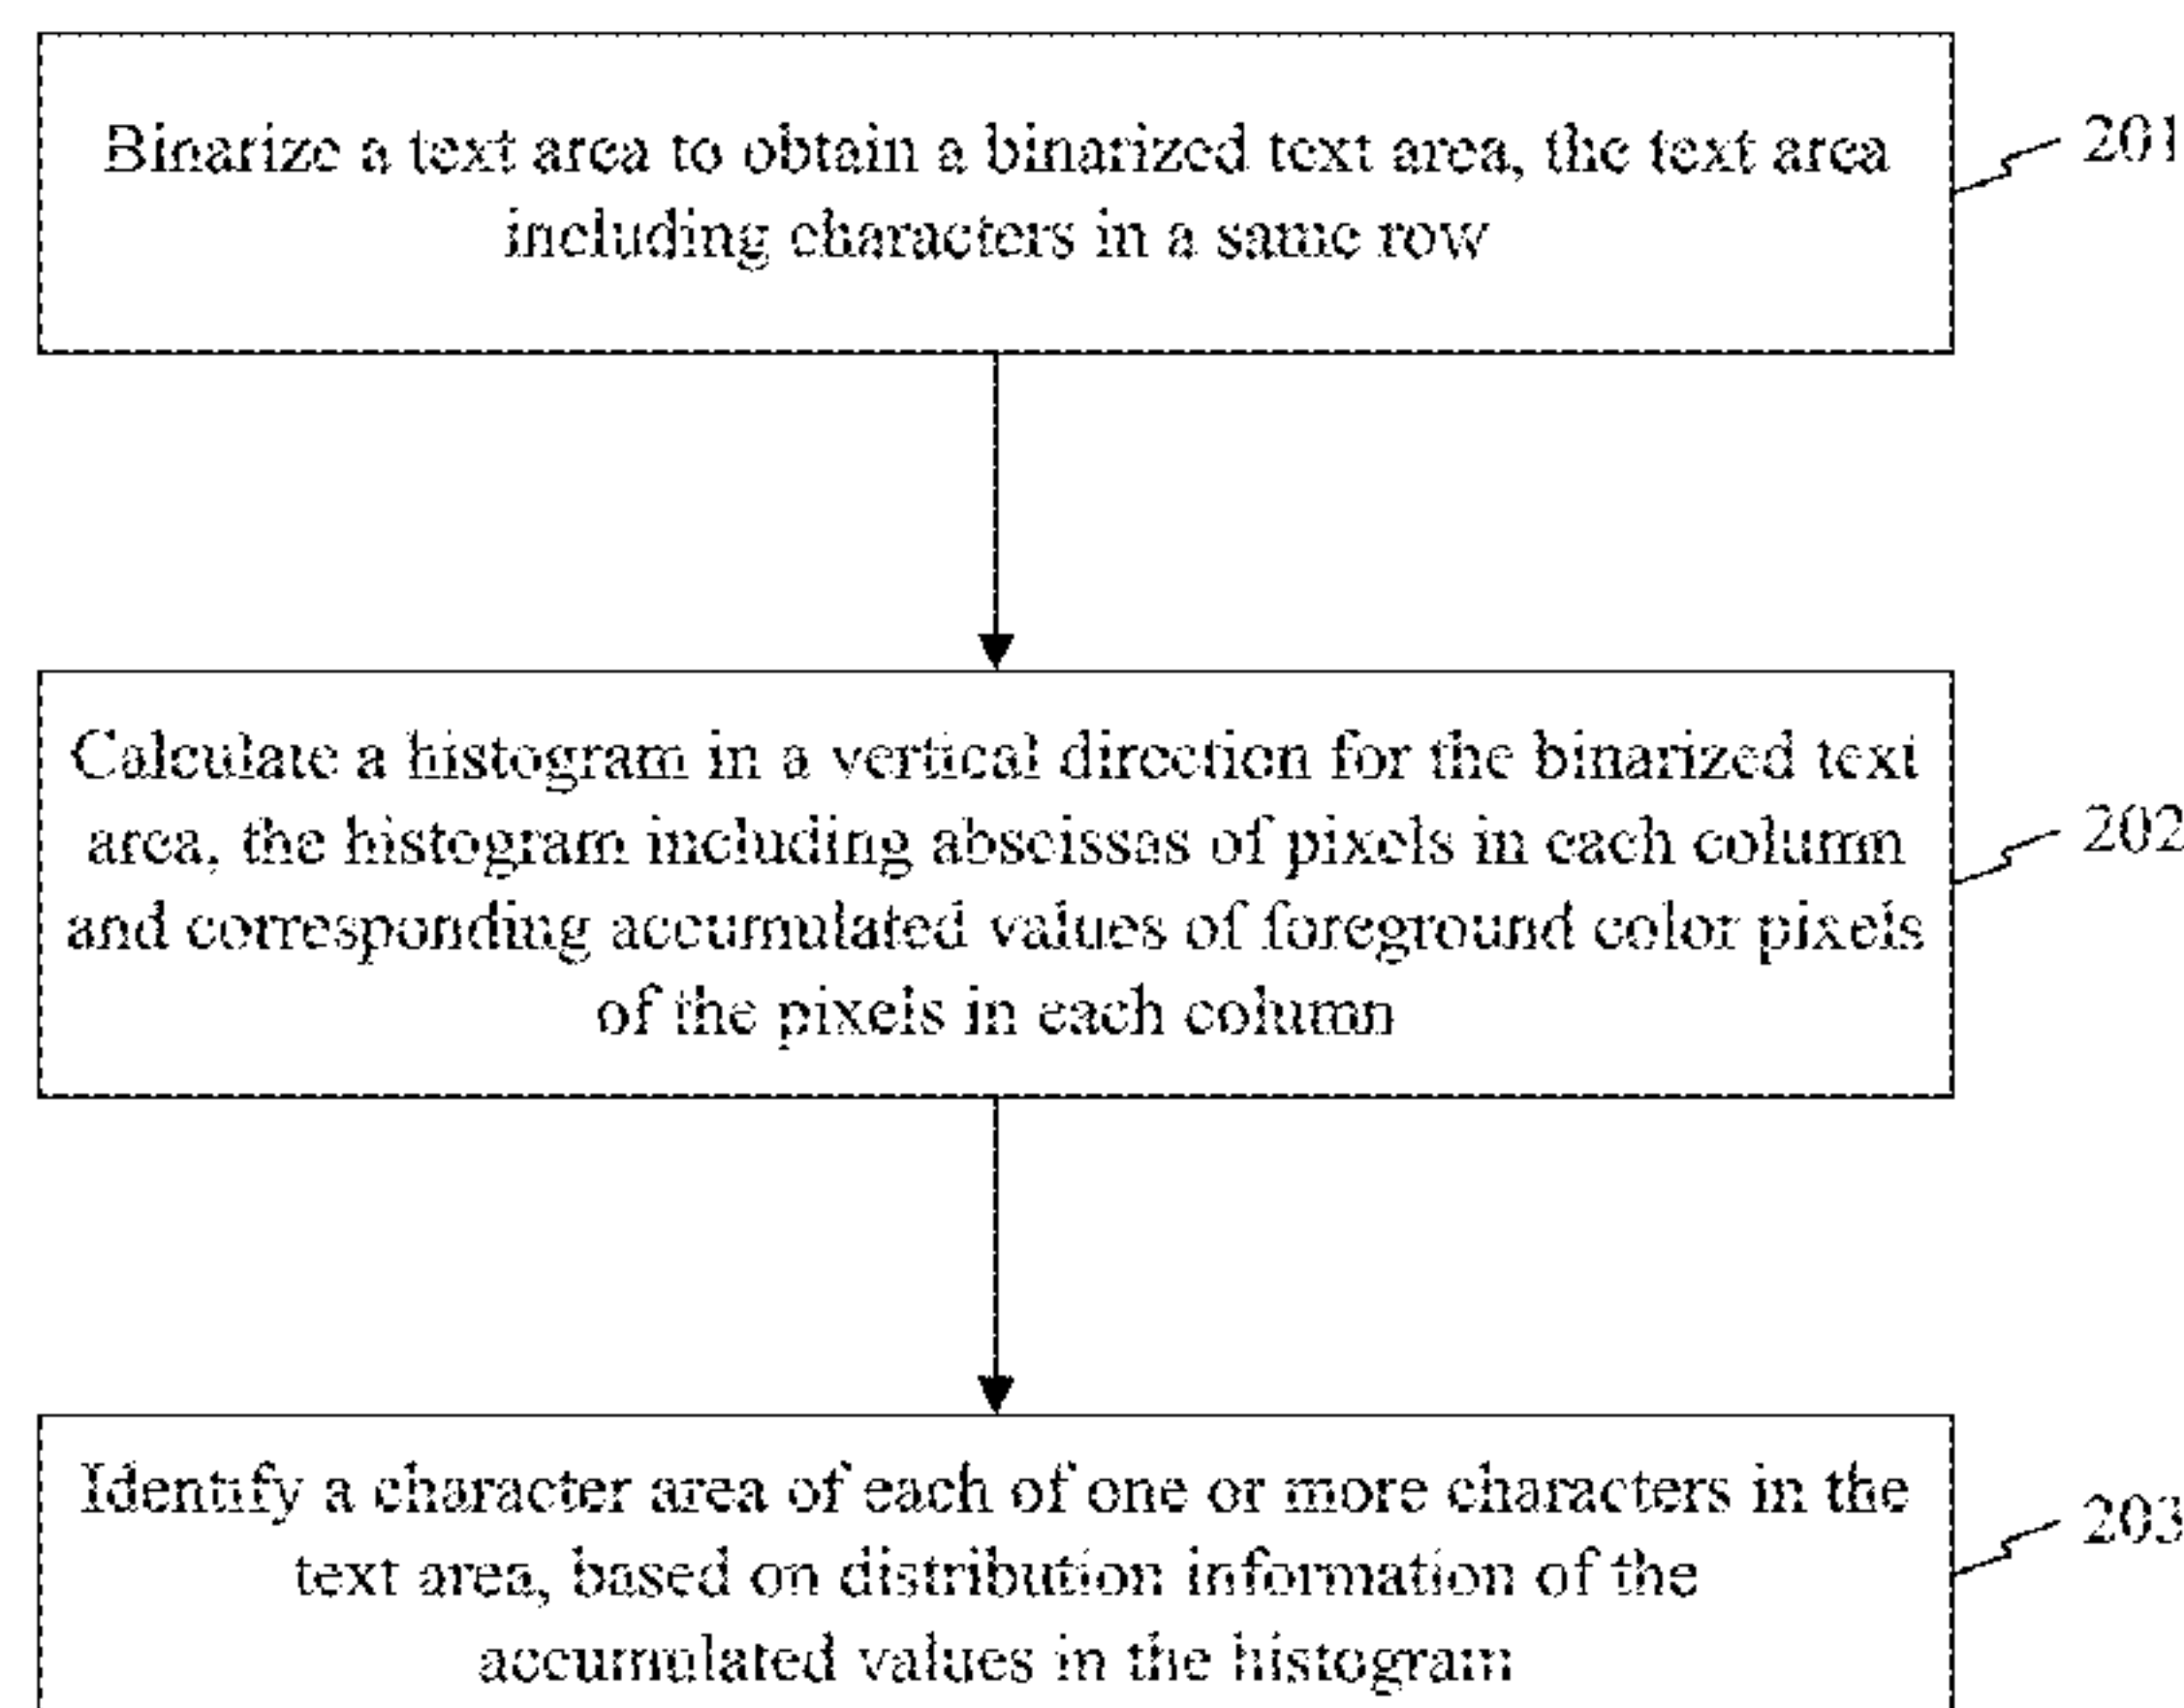 Binarize a text area to obtain a binarized text area, the text area
including characters in a same row
201
Calculate a histogram in a vertical direction for the binarized text
area, the histogram including abscissas of pixels in each column
and corresponding accumulated values of foreground color pixels
of the pixels in each column
202
Identify a character area of each of one or more characters in the
text area, based on distribution information of the
accumulated values in the histogram
203